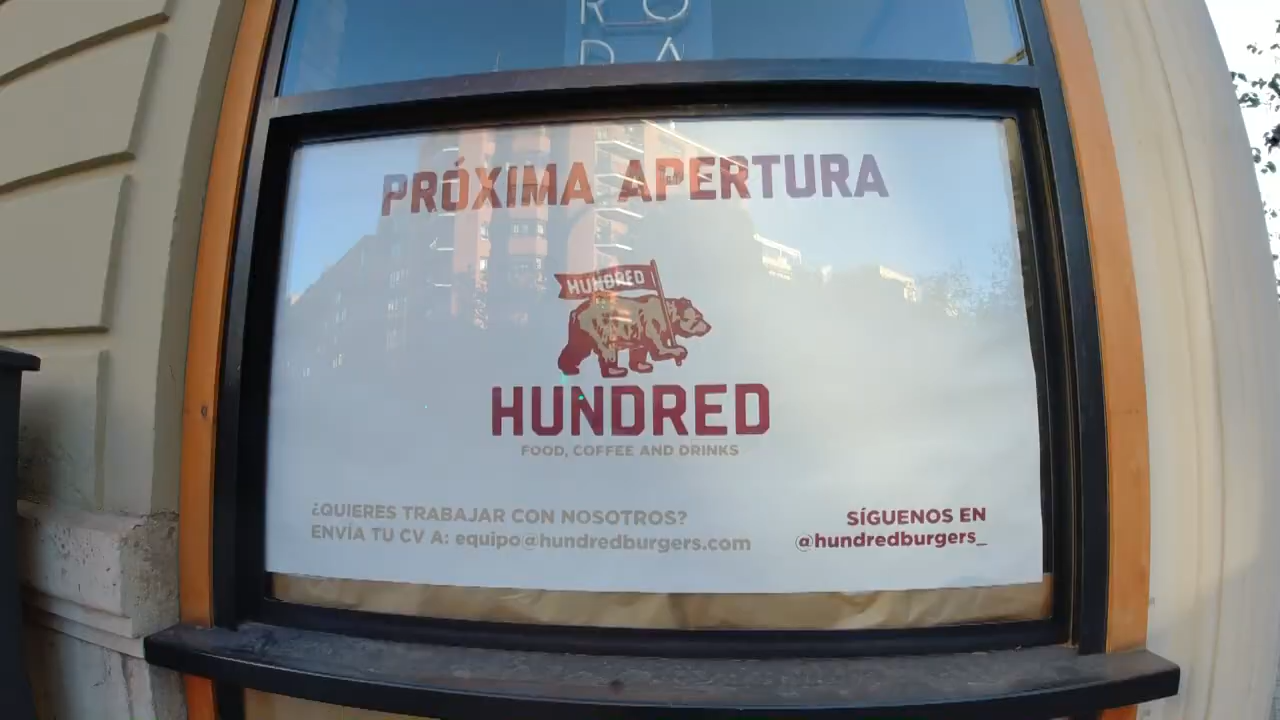 PRÓXIMA APERTURA
HUNDRED
HUNDRED
FOOD, COFFEE AND DRINKS
¿QUIERES TRABAJAR CON NOSOTROS?
ENVÍA TU CV A: equipo@hundredburgers.com
SÍGUENOS EN
@hundredburgers_